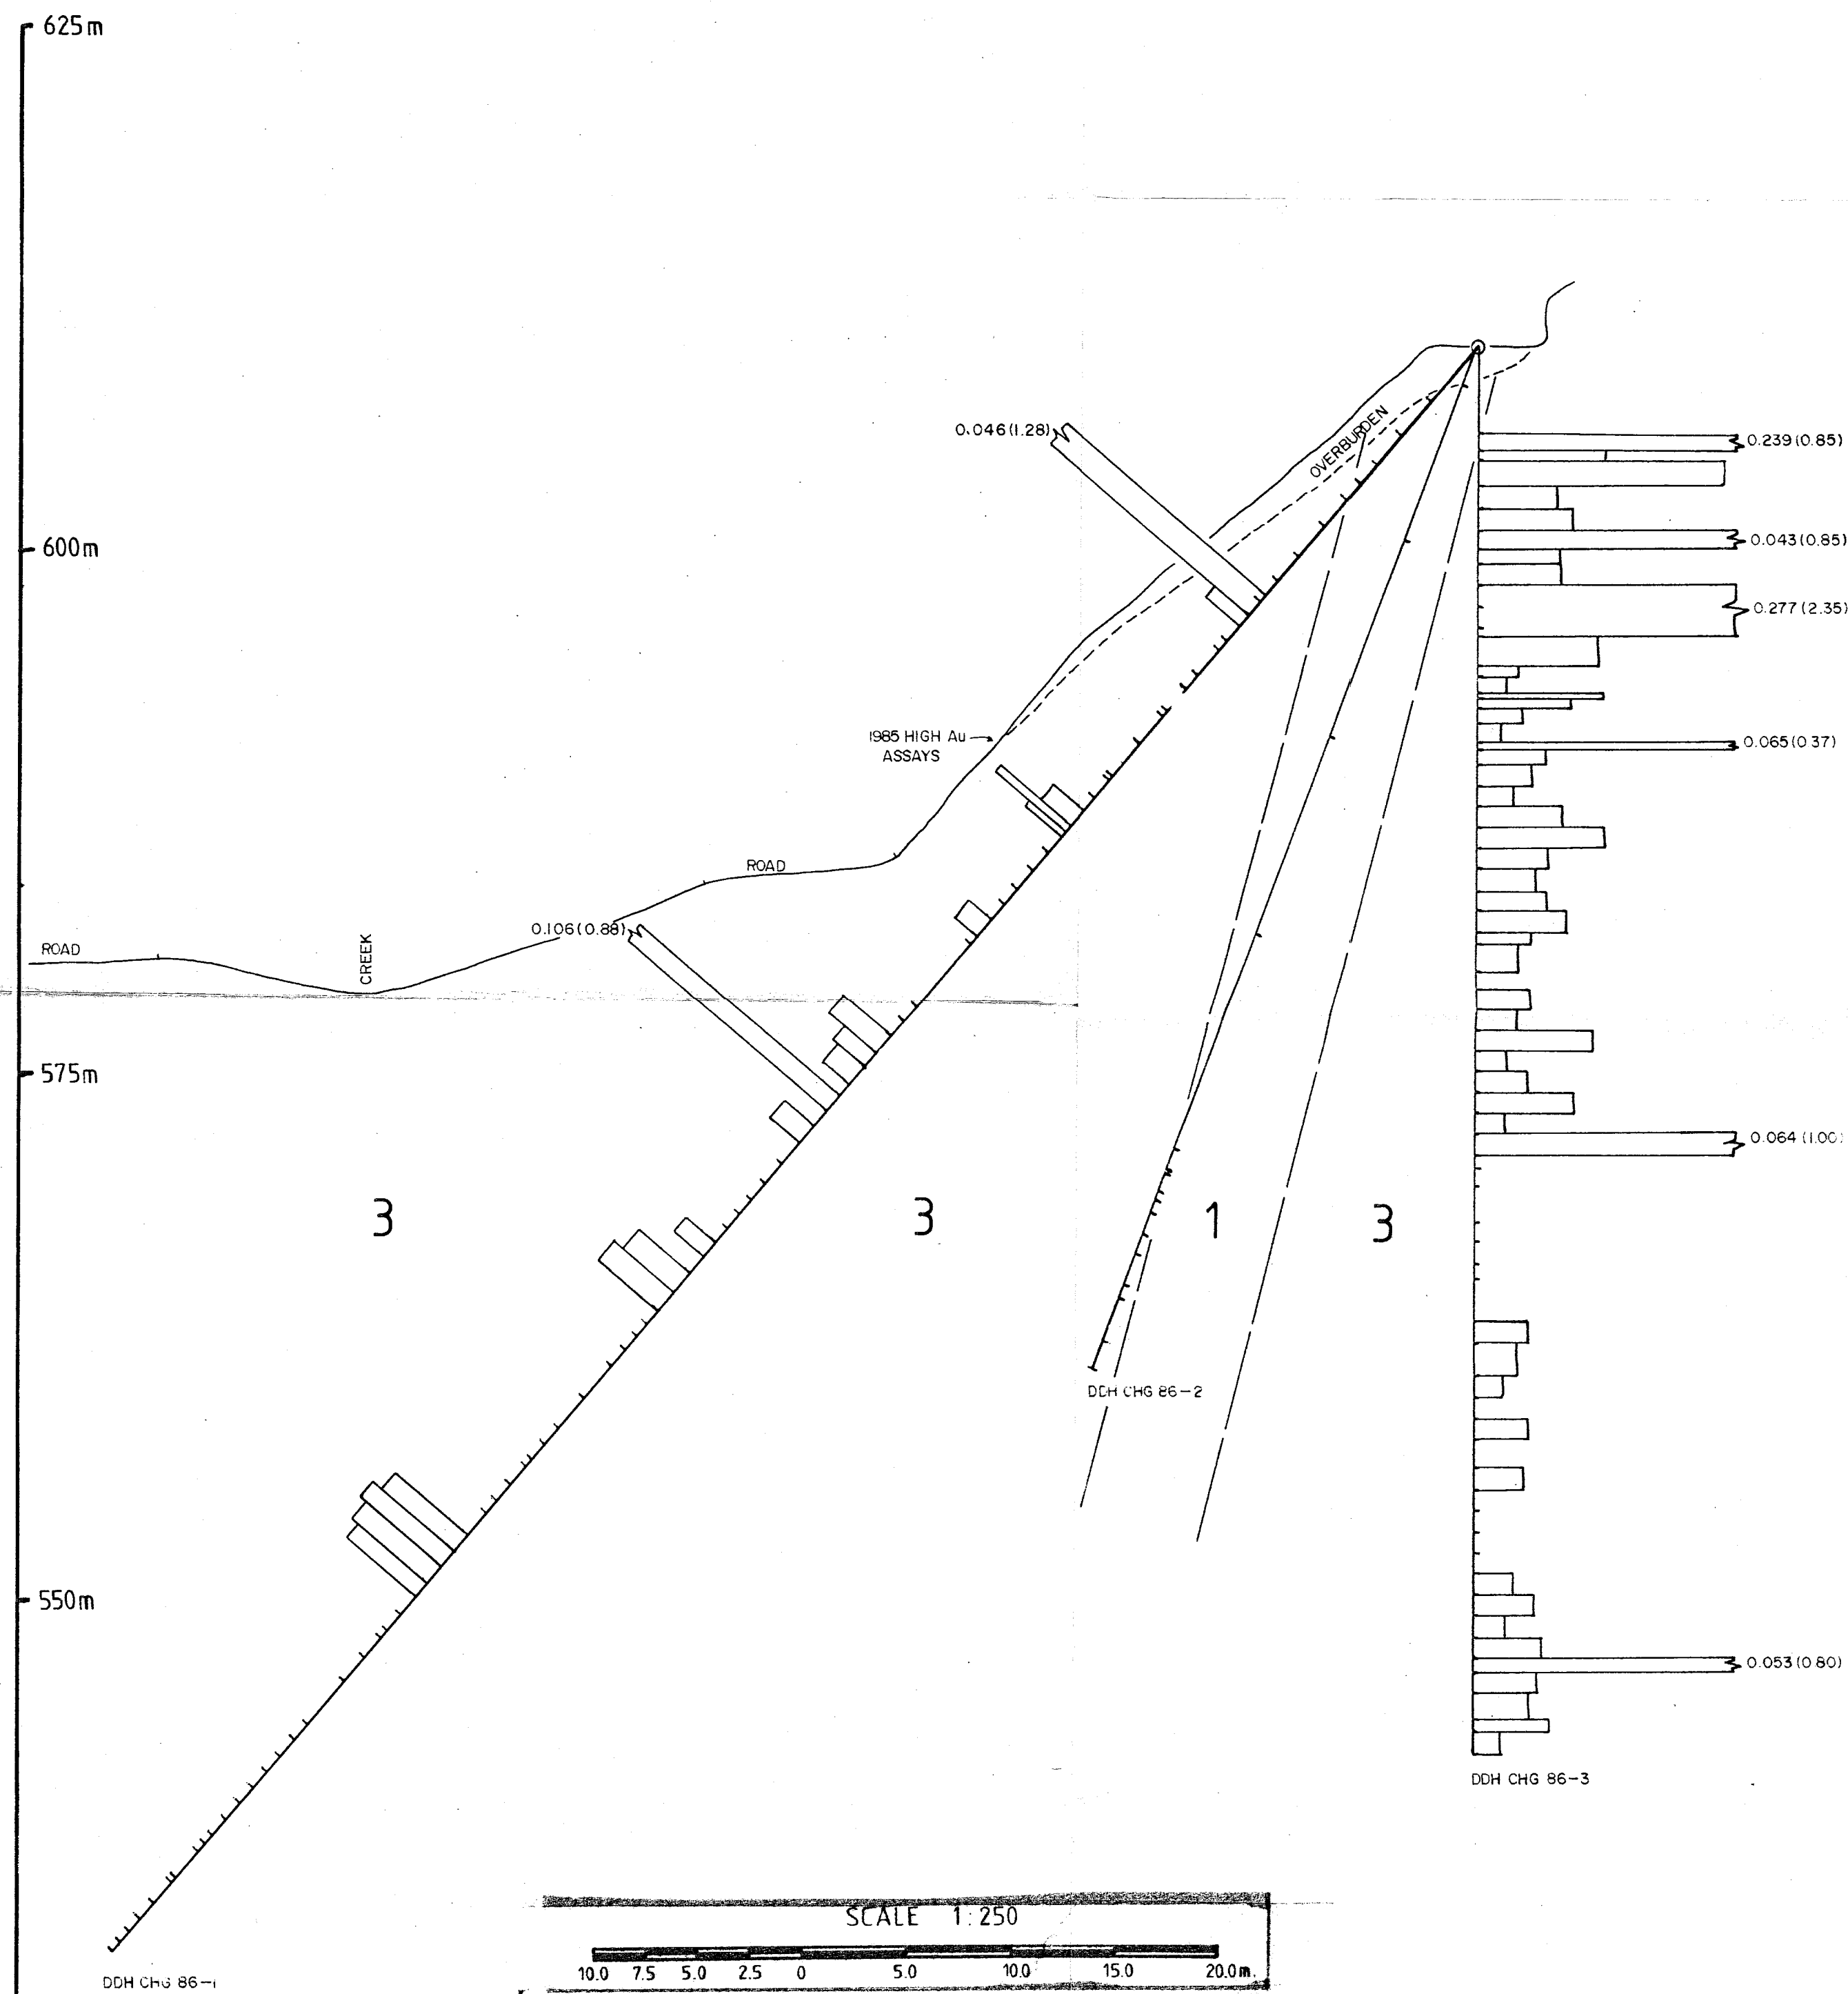 625m
0.046(1.28)
OVERBURDEN
0.239(0.85)
600m
0.043(0.85)
0.277(2.35)
1985 HIGH Au
ASSAYS
0.065(0.37)
ROAD
0.106(0.88)
ROAD
CREEK
575m
0.064(1.00)
3
3
1
3
DDH CHG 86-2
550m
0.053(0.80)
DDH CHG 86-3
SCALE 1:250
10.0 7.5 5.0 2.5 0 5.0 10.0 15.0 20.0m.
DDH CHG 86-1